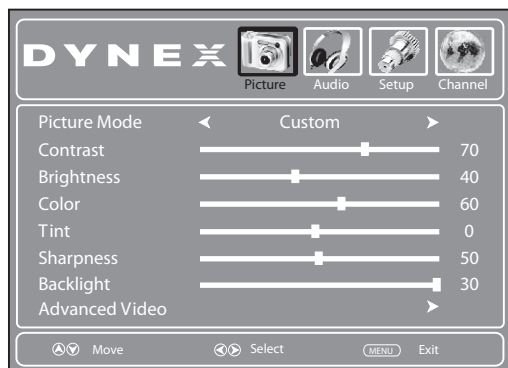 DYNEX
Picture Audio Setup Channel
Picture Mode Custom
Contrast 70
Brightness 40
Color 60
Tint 0
Sharpness 50
Backlight 30
Advanced Video
Move Select MENU Exit